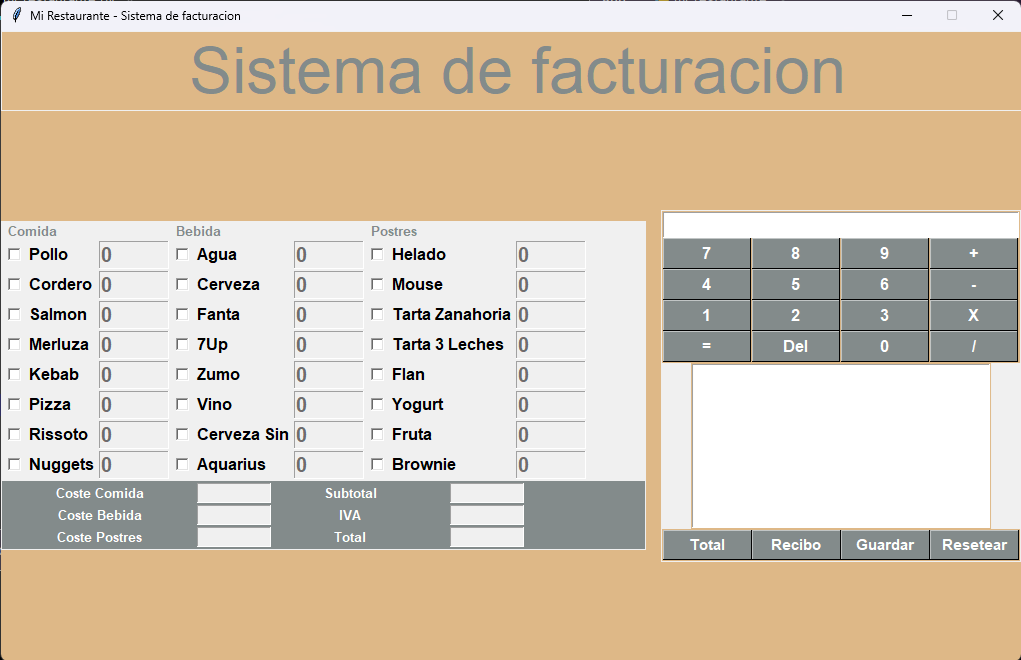 Mi Restaurante - Sistema de facturacion
Sistema de facturacion
Comida Bebida Postres
Pollo 0 Agua 0 Helado 0
Cordero 0 Cerveza 0 Mouse 0
Salmon 0 Fanta 0 Tarta Zanahoria 0
Merluza 0 7Up 0 Tarta 3 Leches 0
Kebab 0 Zumo 0 Flan 0
Pizza 0 Vino 0 Yogurt 0
Rissoto 0 Cerveza Sin 0 Fruta 0
Nuggets 0 Aquarius 0 Brownie 0
Coste Comida Subtotal
Coste Bebida IVA
Coste Postres Total
7 8 9 +
4 5 6 -
1 2 3 X
= Del 0 /
Total Recibo Guardar Resetear